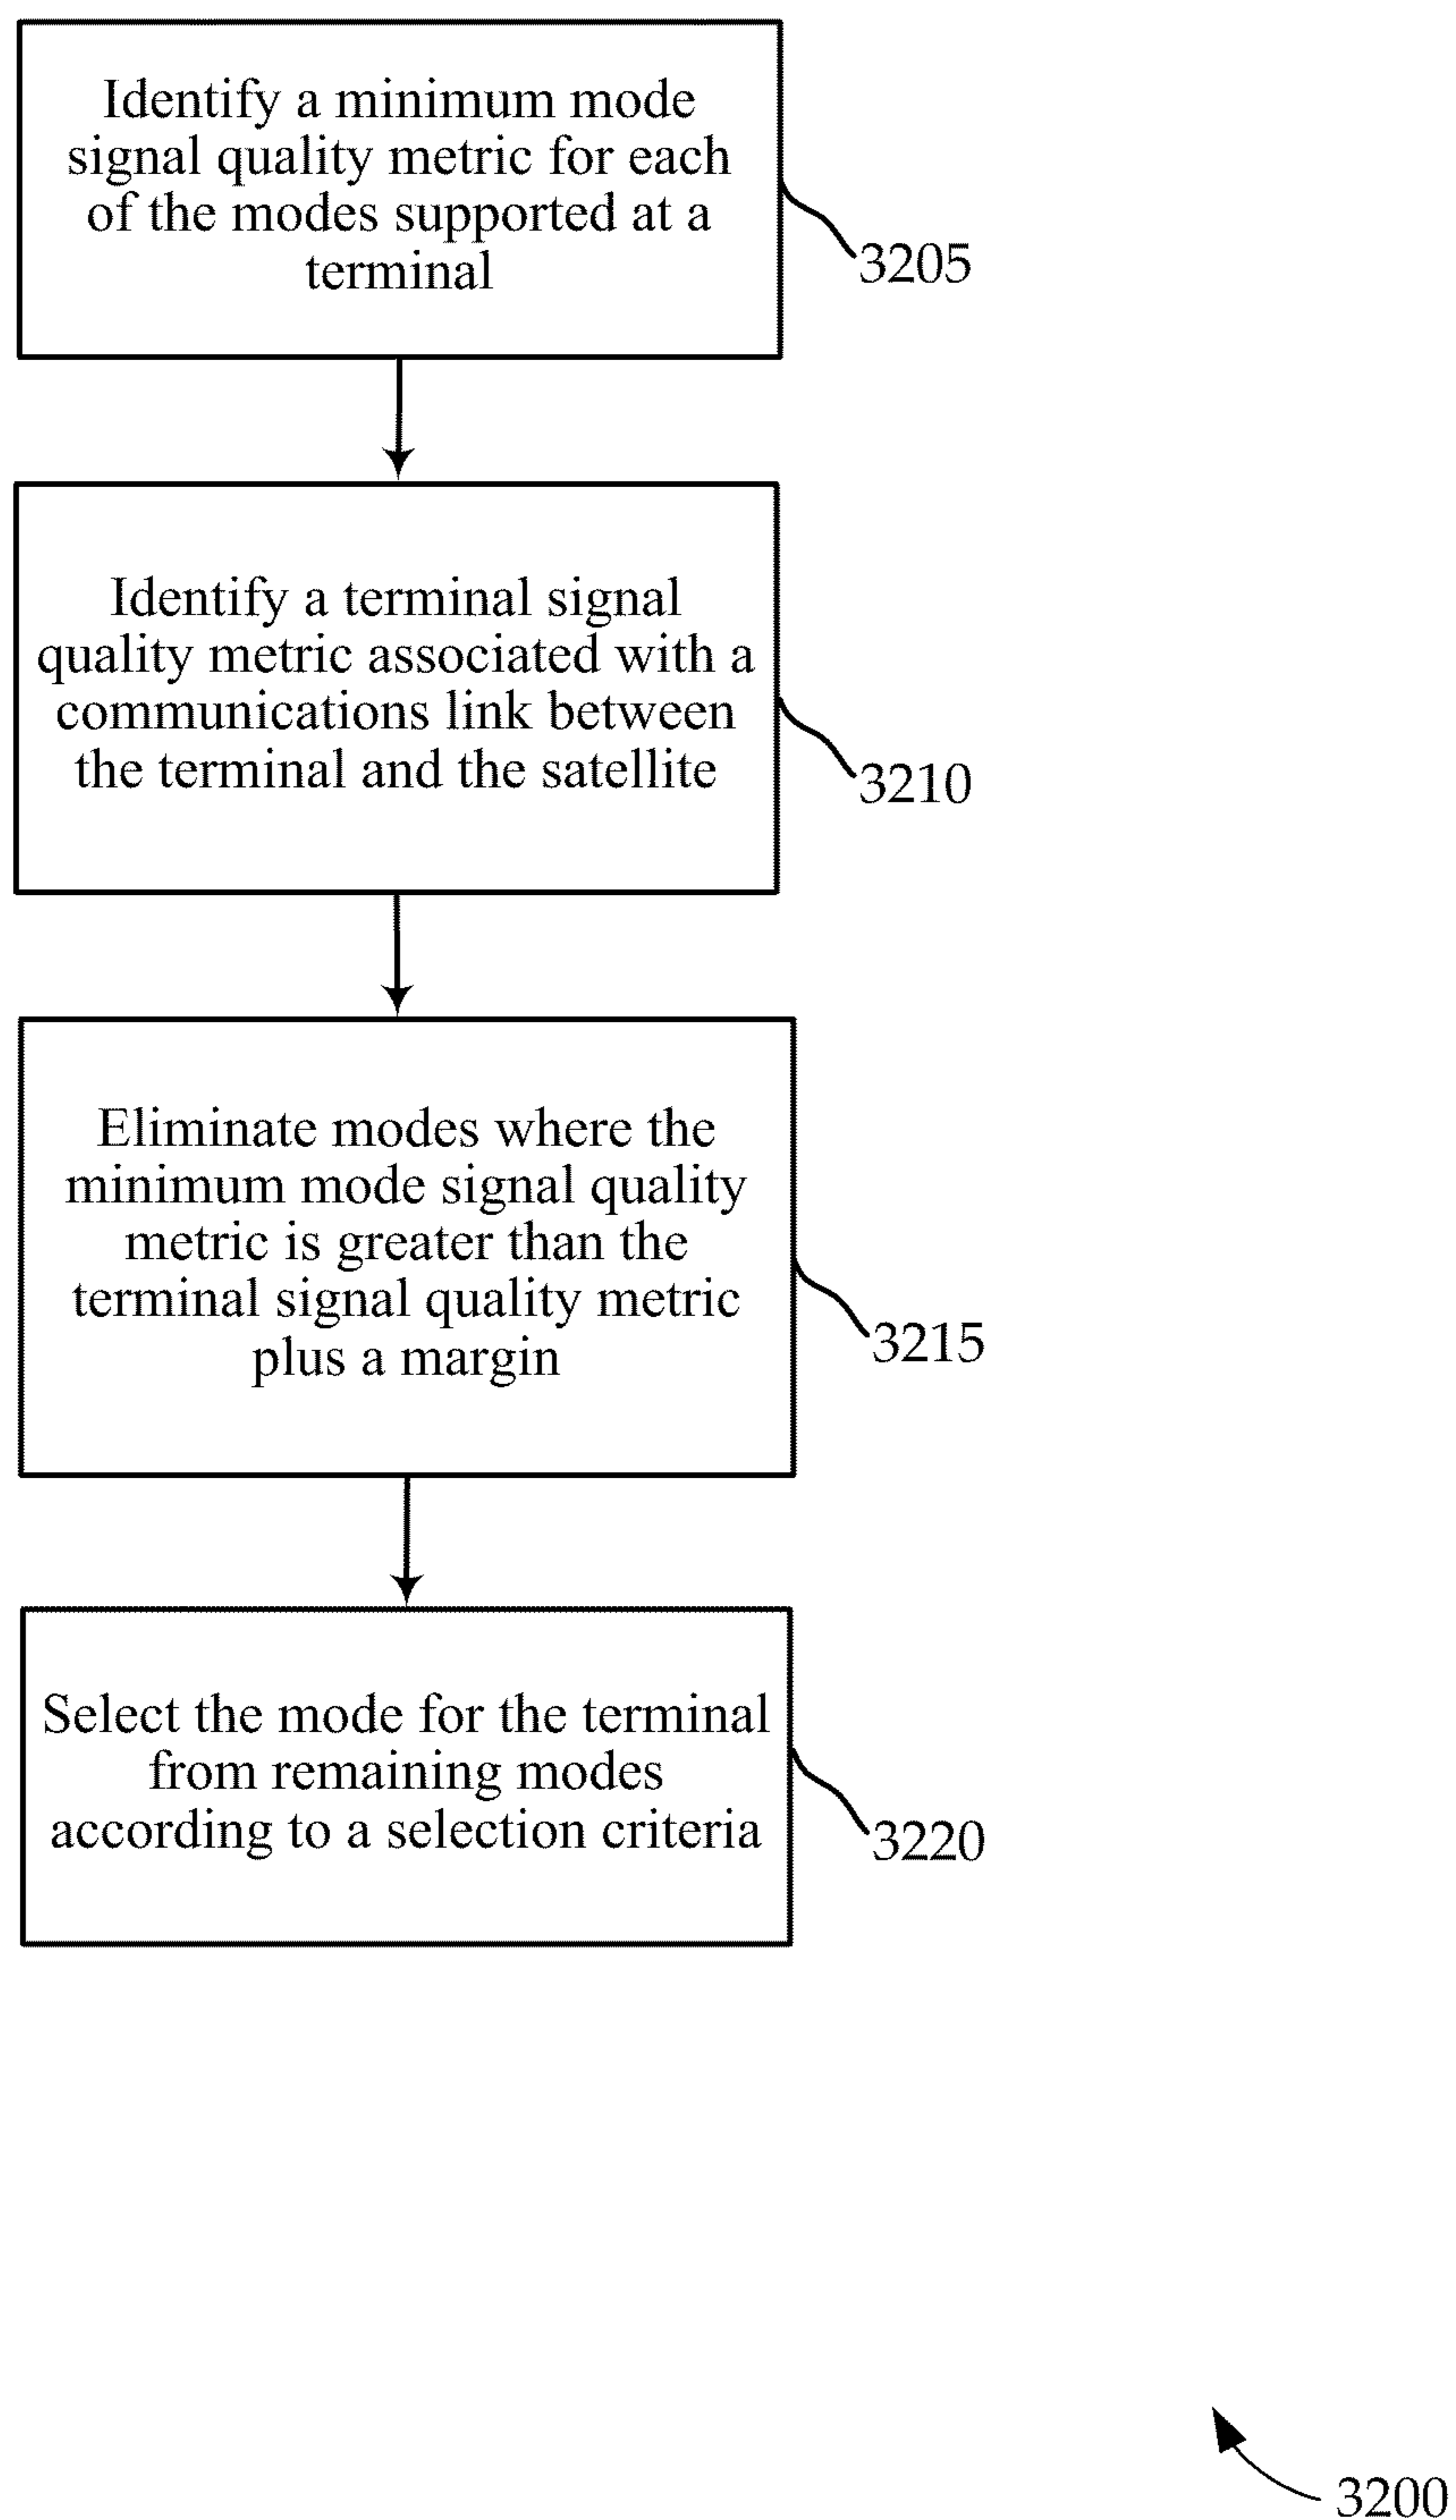 Identify a minimum mode
signal quality metric for each
of the modes supported at a
terminal
3205
Identify a terminal signal
quality metric associated with a
communications link between
the terminal and the satellite
3210
Eliminate modes where the
minimum mode signal quality
metric is greater than the
terminal signal quality metric
plus a margin
3215
Select the mode for the terminal
from remaining modes
according to a selection criteria
3220
3200